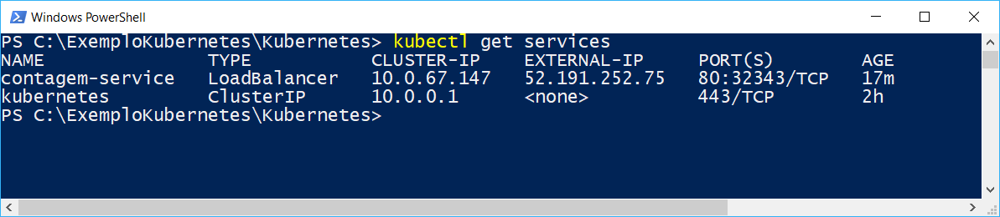 Windows PowerShell
PS C:\ExemploKubernetes\Kubernetes> kubectl get services
NAME TYPE CLUSTER-IP EXTERNAL-IP PORT(S) AGE
contagem-service LoadBalancer 10.0.67.147 52.191.252.75 80:32343/TCP 17m
kubernetes ClusterIP 10.0.0.1 <none> 443/TCP 2h
PS C:\ExemploKubernetes\Kubernetes>